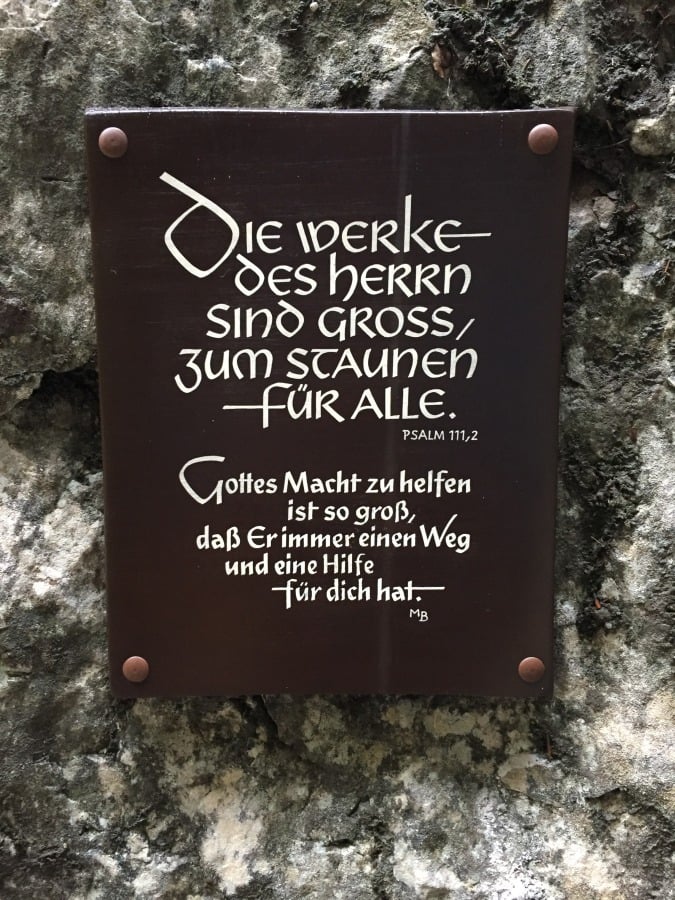 Die Werke
des Herrn
sind gross,
zum Staunen
für alle.
PSALM 111,2
Gottes Macht zu helfen
ist so groß,
daß Er immer einen Weg
und eine Hilfe
für dich hat.
MB